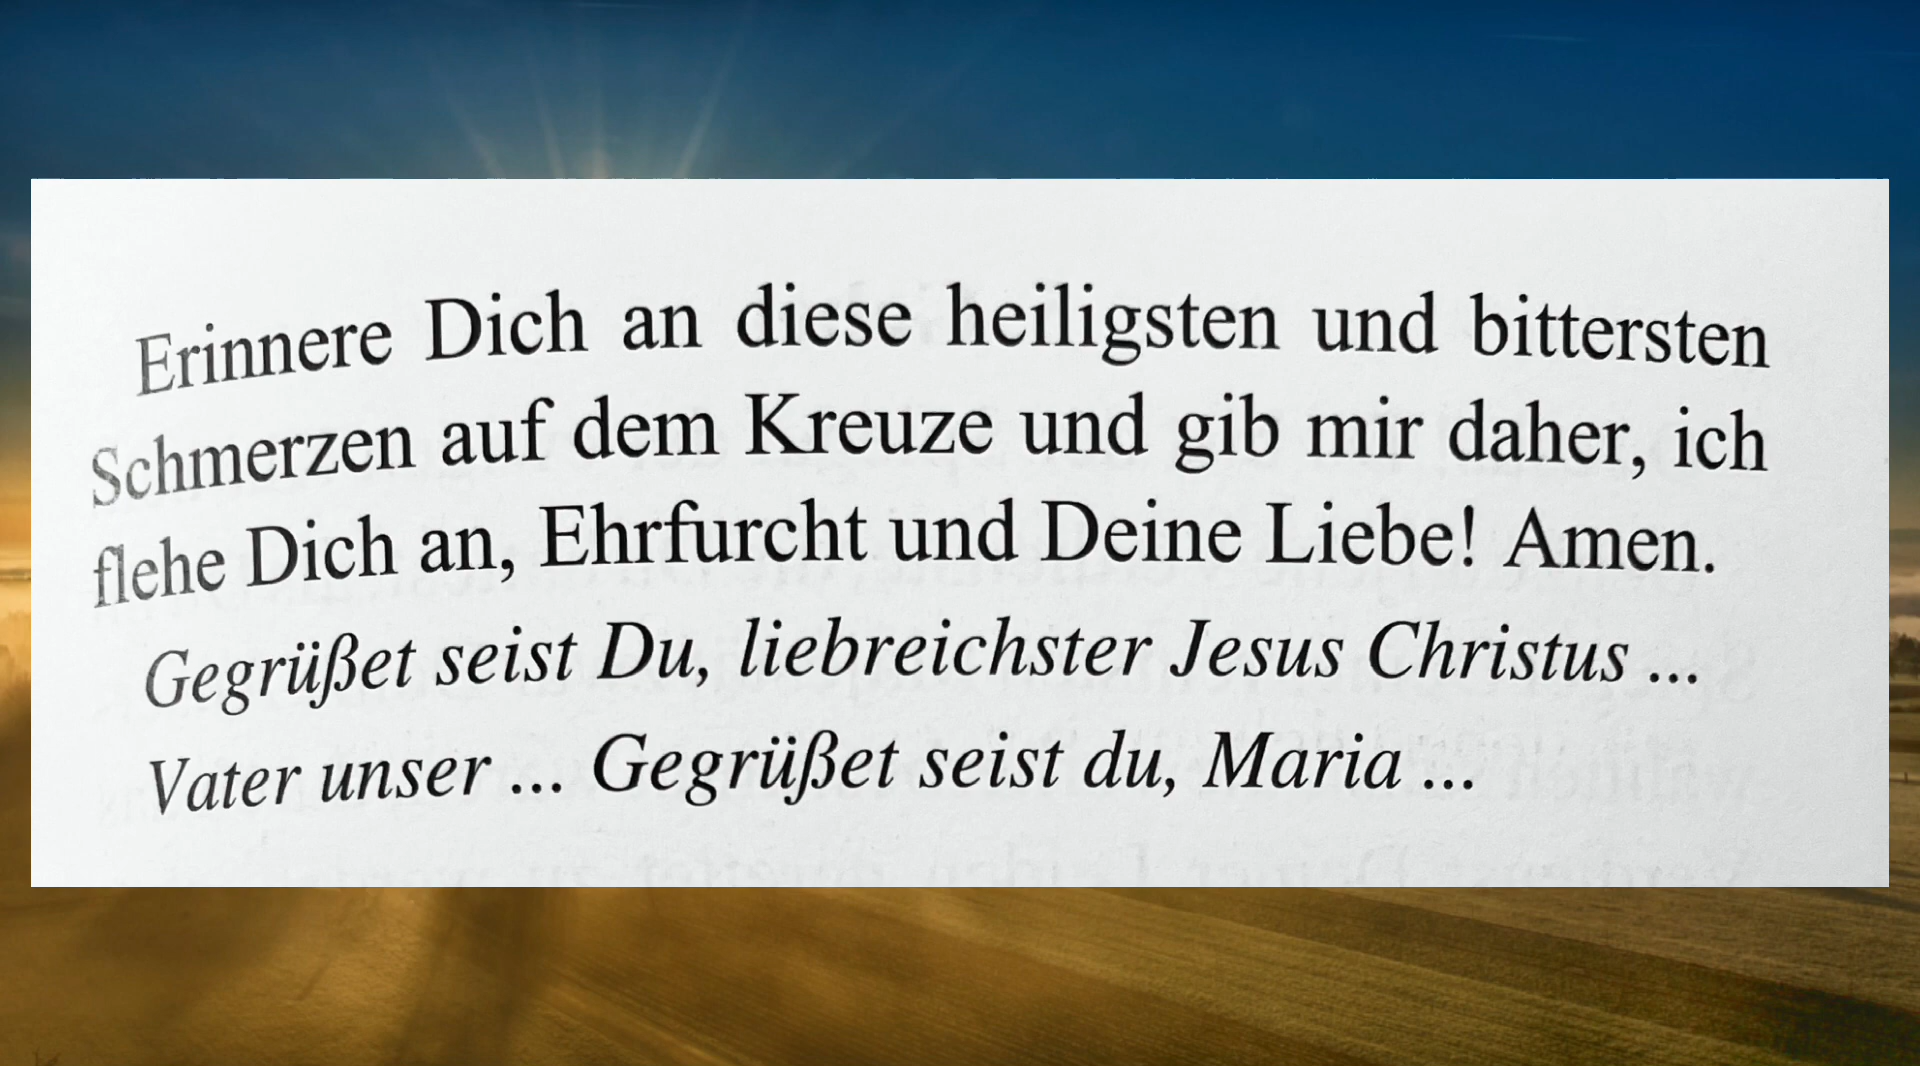 Erinnere Dich an diese heiligsten und bittersten
Schmerzen auf dem Kreuze und gib mir daher, ich
flehe Dich an, Ehrfurcht und Deine Liebe! Amen.
Gegrüßet seist Du, liebreichster Jesus Christus ...
Vater unser ... Gegrüßet seist du, Maria ...